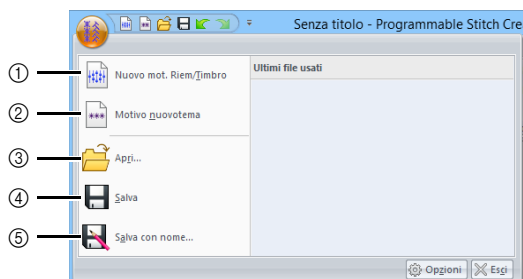 Senza titolo - Programmable Stitch Cre
Ultimi file usati
① Nuovo mot. Riem/Timbro
② Motivo nuovotema
③ Apri...
④ Salva
⑤ Salva con nome...
Opzioni Esci